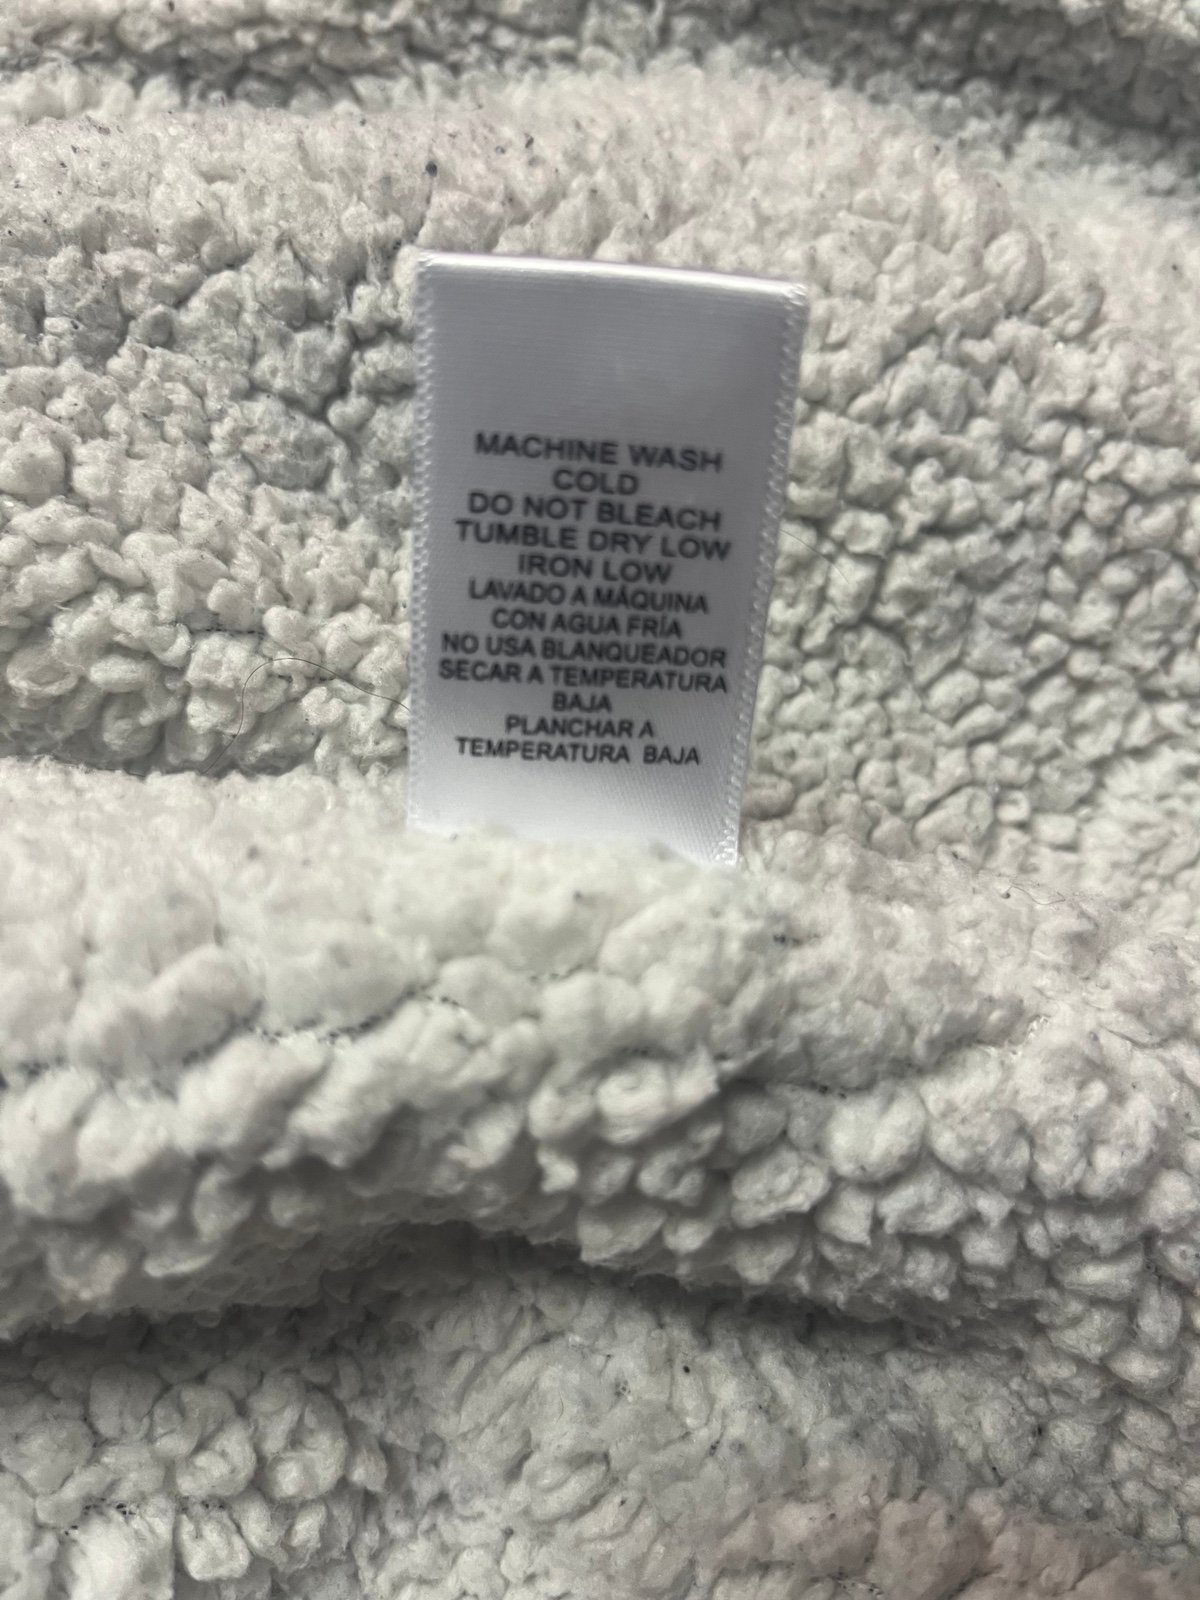 MACHINE WASH
COLD
DO NOT BLEACH
TUMBLE DRY LOW
IRON LOW
LAVADO A MÁQUINA
CON AGUA FRÍA
NO USA BLANQUEADOR
SECAR A TEMPERATURA
BAJA
PLANCHAR A
TEMPERATURA BAJA